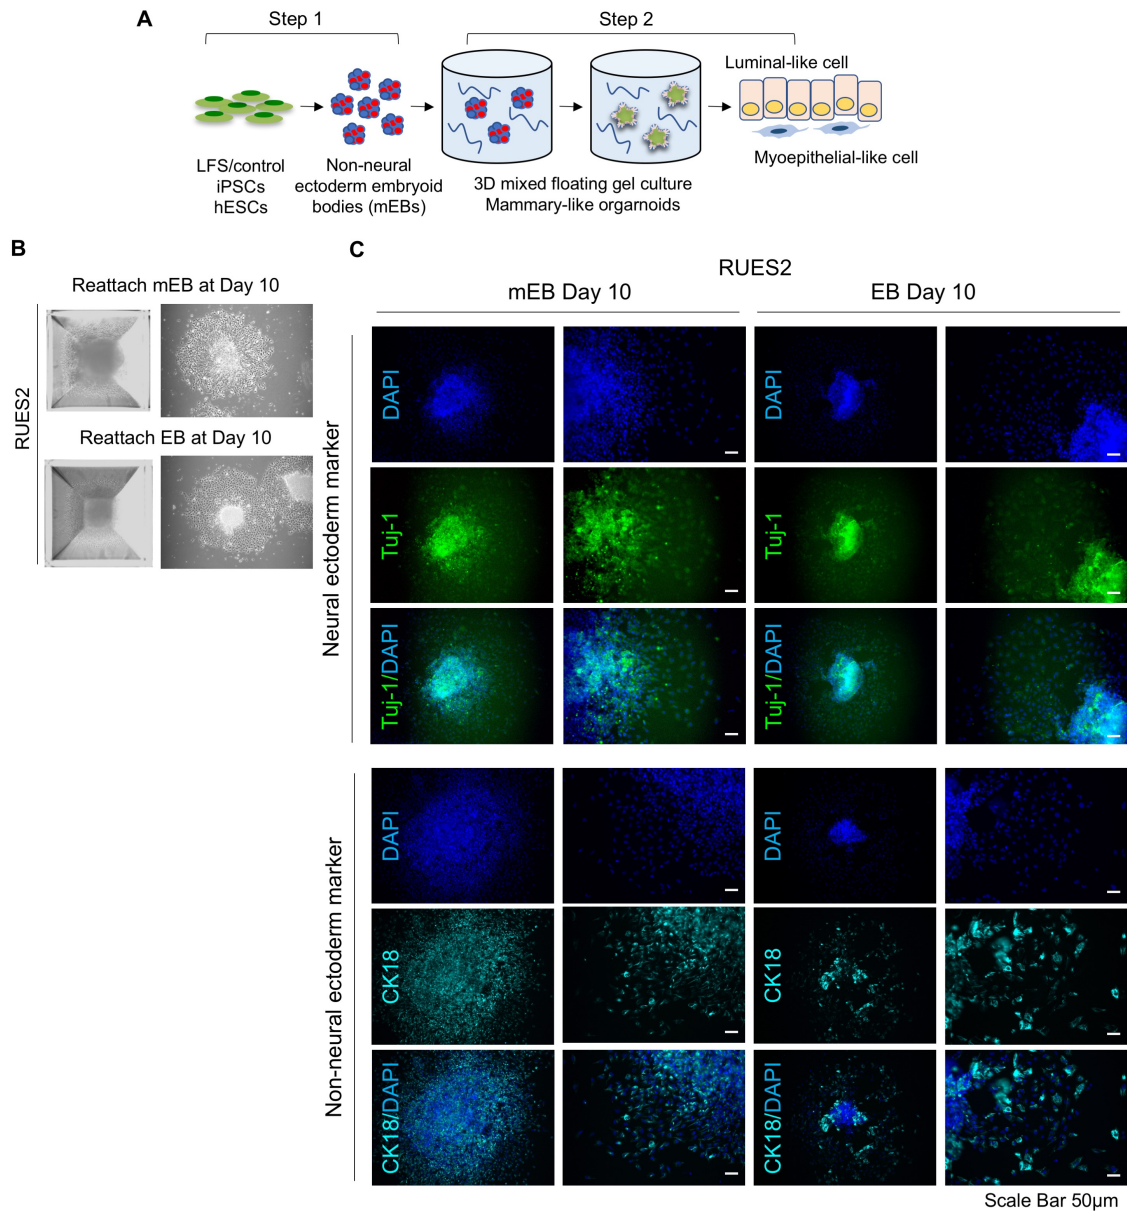 A
Step 1
Step 2
Luminal-like cell
Myoepithelial-like cell
LFS/control
iPSCs
hESCs
Non-neural
ectoderm embryoid
bodies (mEBs)
3D mixed floating gel culture
Mammary-like organnoids
B
Reattach mEB at Day 10
RUES2
Reattach EB at Day 10
C
RUES2
mEB Day 10
EB Day 10
Neural ectoderm marker
DAPI
DAPI
Tuj-1
Tuj-1
Tuj-1/DAPI
Tuj-1/DAPI
Non-neural ectoderm marker
DAPI
DAPI
CK18
CK18
CK18/DAPI
CK18/DAPI
Scale Bar 50μm